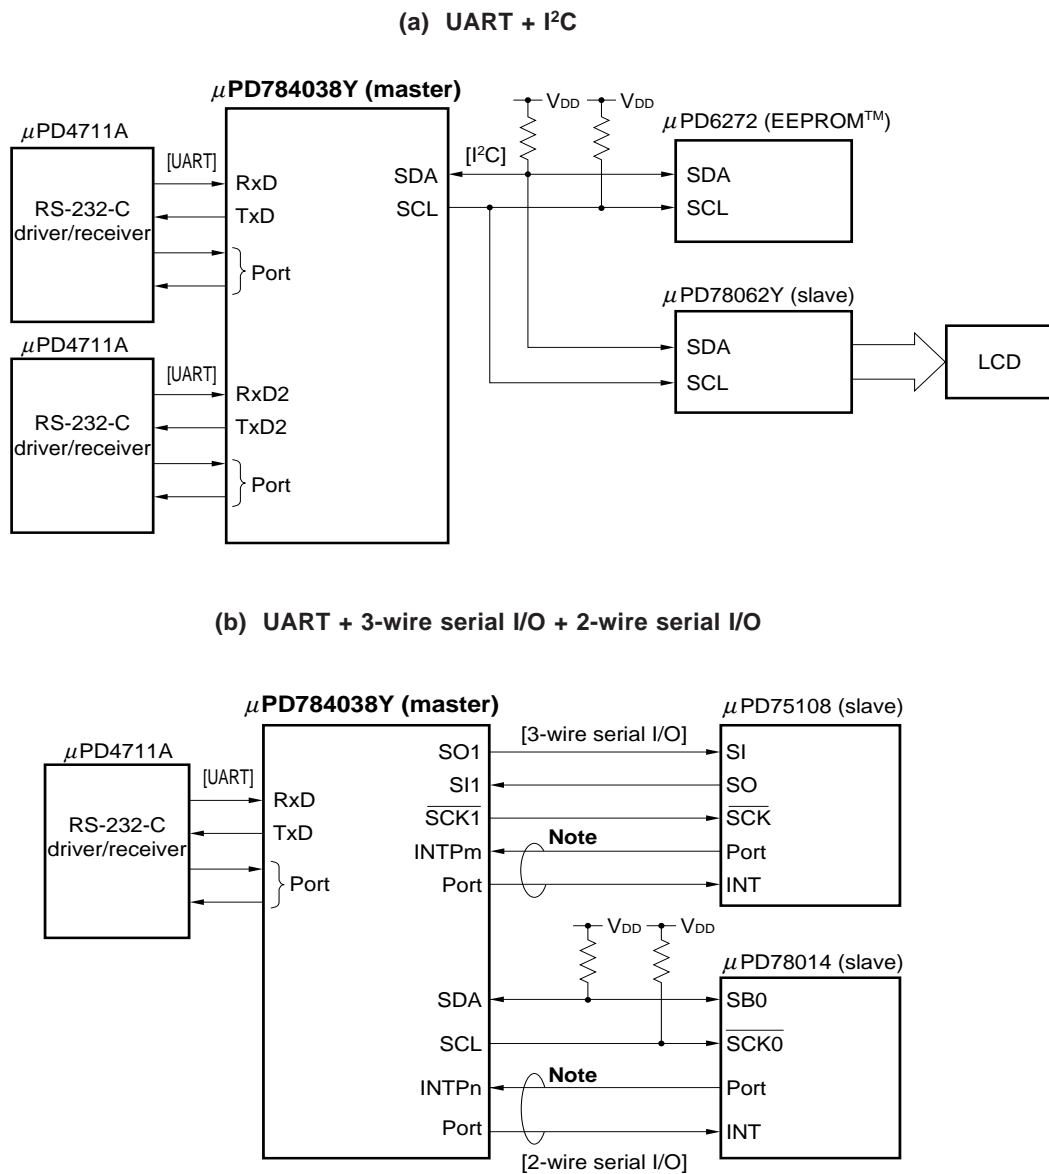 (a) UART + I²C
μPD784038Y (master)
μPD4711A
[UART]
RS-232-C
driver/receiver
RxD
TxD
Port
SDA
SCL
[I²C]
VDD
VDD
μPD6272 (EEPROM™)
SDA
SCL
μPD78062Y (slave)
SDA
SCL
LCD
μPD4711A
[UART]
RS-232-C
driver/receiver
RxD2
TxD2
Port
(b) UART + 3-wire serial I/O + 2-wire serial I/O
μPD784038Y (master)
μPD4711A
[UART]
RS-232-C
driver/receiver
RxD
TxD
Port
SO1
SI1
S̅C̅K̅1̅
INTPm
Port
[3-wire serial I/O]
Note
μPD75108 (slave)
SI
SO
S̅C̅K̅
Port
INT
VDD
VDD
μPD78014 (slave)
SDA
SCL
INTPn
Port
Note
[2-wire serial I/O]
SB0
S̅C̅K̅0̅
Port
INT